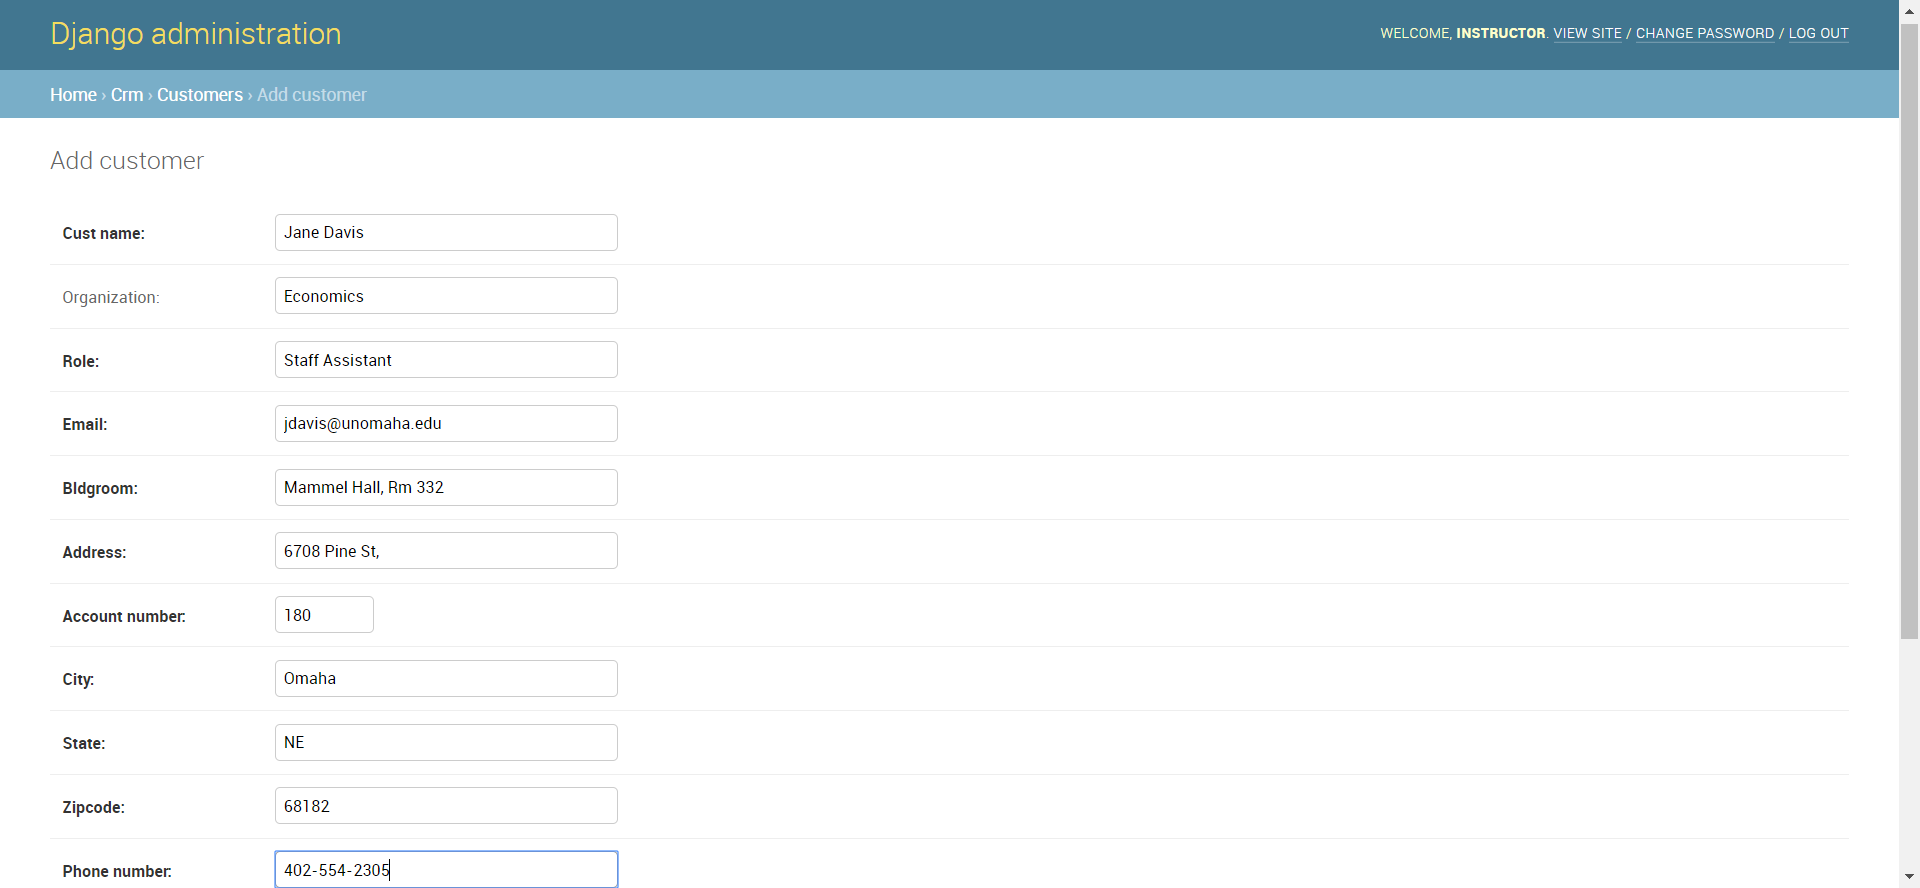 Django administration
WELCOME, INSTRUCTOR. VIEW SITE / CHANGE PASSWORD / LOG OUT
Home › Crm › Customers › Add customer
Add customer
Cust name: Jane Davis
Organization: Economics
Role: Staff Assistant
Email: jdavis@unomaha.edu
Bldgroom: Mammel Hall, Rm 332
Address: 6708 Pine St,
Account number: 180
City: Omaha
State: NE
Zipcode: 68182
Phone number: 402-554-2305